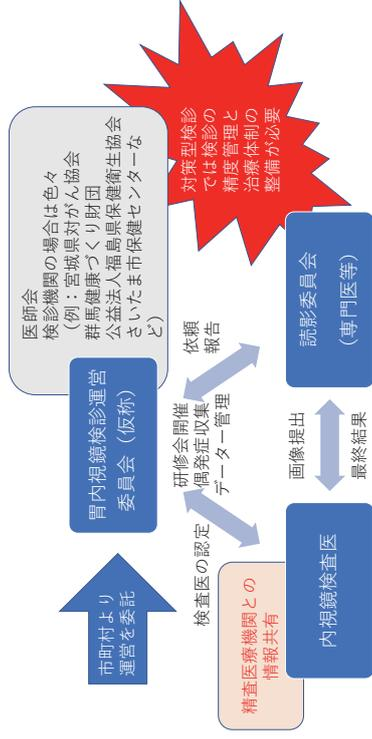 市町村より
運営を委託
胃内視鏡検診運営
委員会（仮称）
医師会
検診機関の場合は色々
（例：宮城県対がん協会
群馬健康づくり財団
公益法人福島県保健衛生協会
さいたま市保健センターな
ど）
対策型検診
では検診の
精度管理と
治療体制の
整備が必要
検査医の認定
研修会開催
偶発症収集
データー管理
依頼
報告
精査医療機関との
情報共有
内視鏡検査医
画像提出
最終結果
読影委員会
（専門医等）